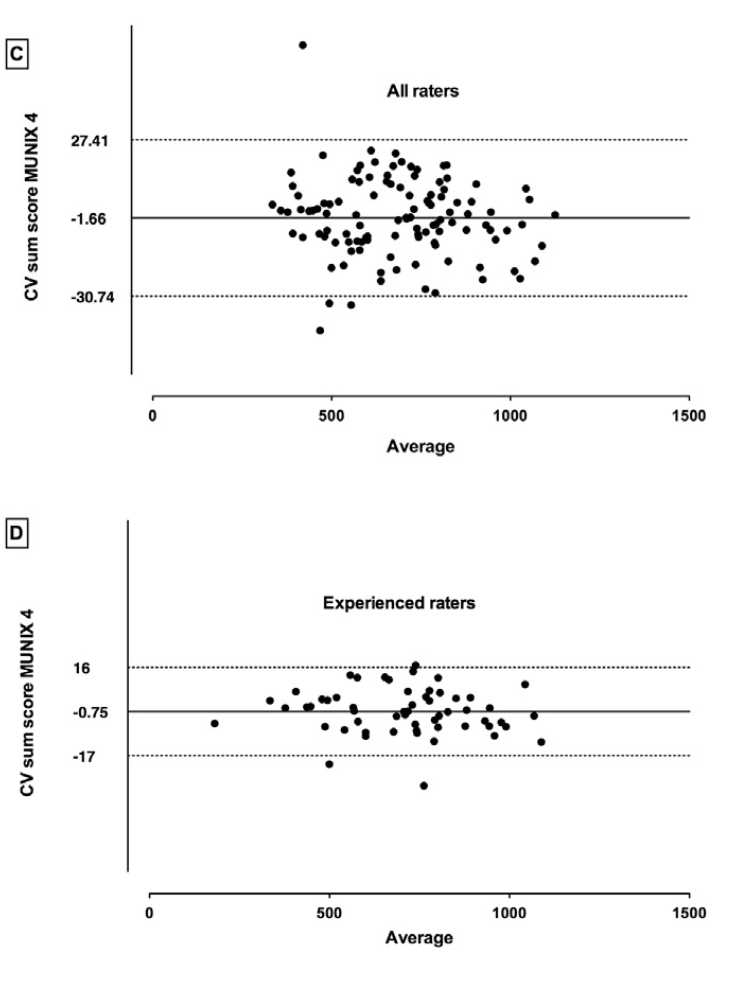 C
CV sum score MUNIX 4
All raters
27.41
-1.66
-30.74
0 500 1000 1500
Average
D
CV sum score MUNIX 4
Experienced raters
16
-0.75
-17
0 500 1000 1500
Average